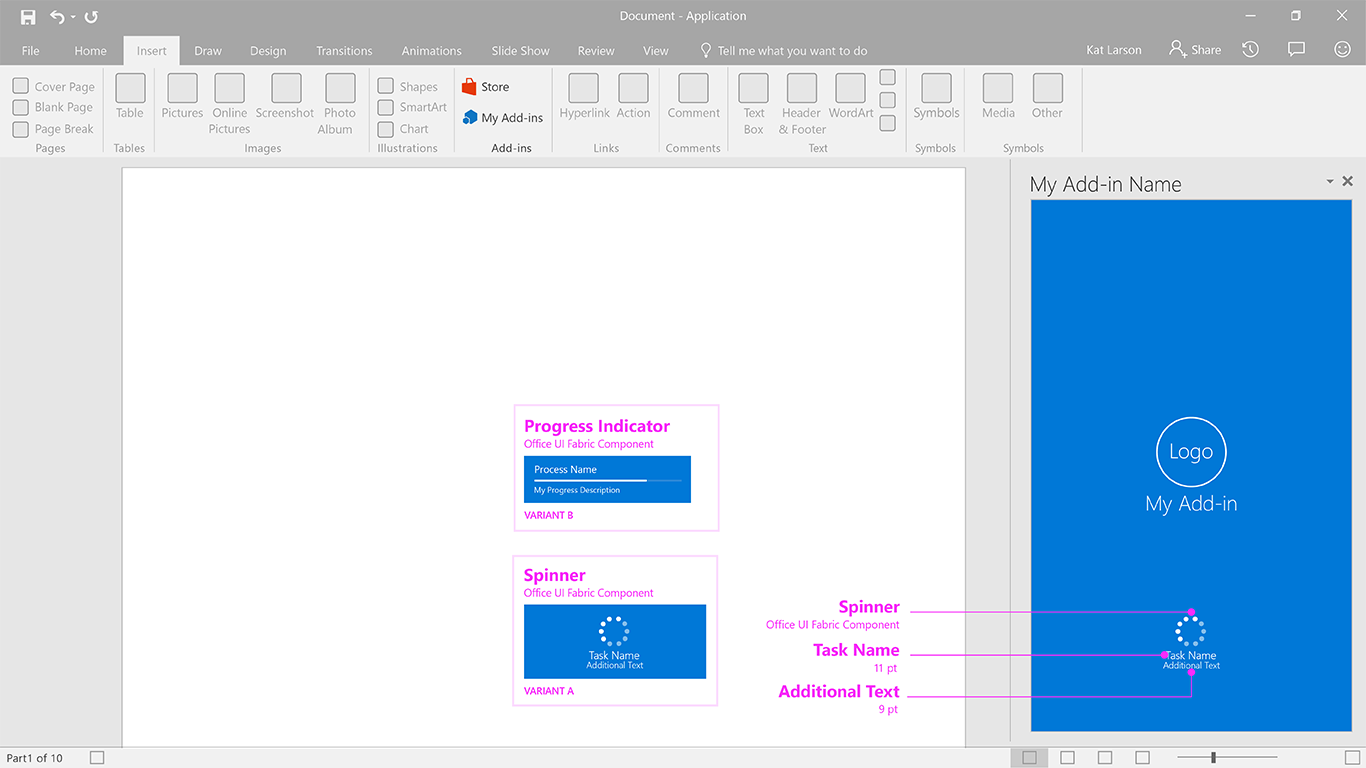 Document - Application
File Home Insert Draw Design Transitions Animations Slide Show Review View Tell me what you want to do Kat Larson Share
Cover Page
Blank Page
Page Break
Pages
Table
Tables
Pictures
Online
Pictures
Screenshot
Photo
Album
Images
Shapes
SmartArt
Chart
Illustrations
Store
My Add-ins
Add-ins
Hyperlink
Action
Links
Comment
Comments
Text
Box
Header
& Footer
WordArt
Text
Symbols
Symbols
Media
Other
Symbols
My Add-in Name
Progress Indicator
Office UI Fabric Component
Process Name
My Progress Description
VARIANT B
Spinner
Office UI Fabric Component
Task Name
Additional Text
VARIANT A
Spinner
Office UI Fabric Component
Task Name
11 pt
Additional Text
9 pt
Logo
My Add-in
Task Name
Additional Text
Part1 of 10